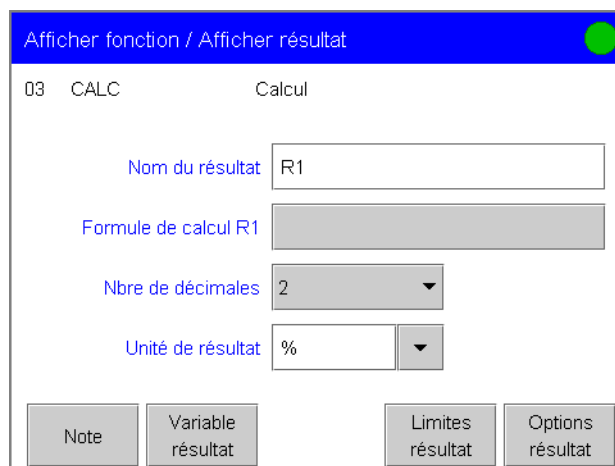 Afficher fonction / Afficher résultat
03 CALC Calcul
Nom du résultat R1
Formule de calcul R1
Nbre de décimales 2
Unité de résultat %
Note
Variable résultat
Limites résultat
Options résultat